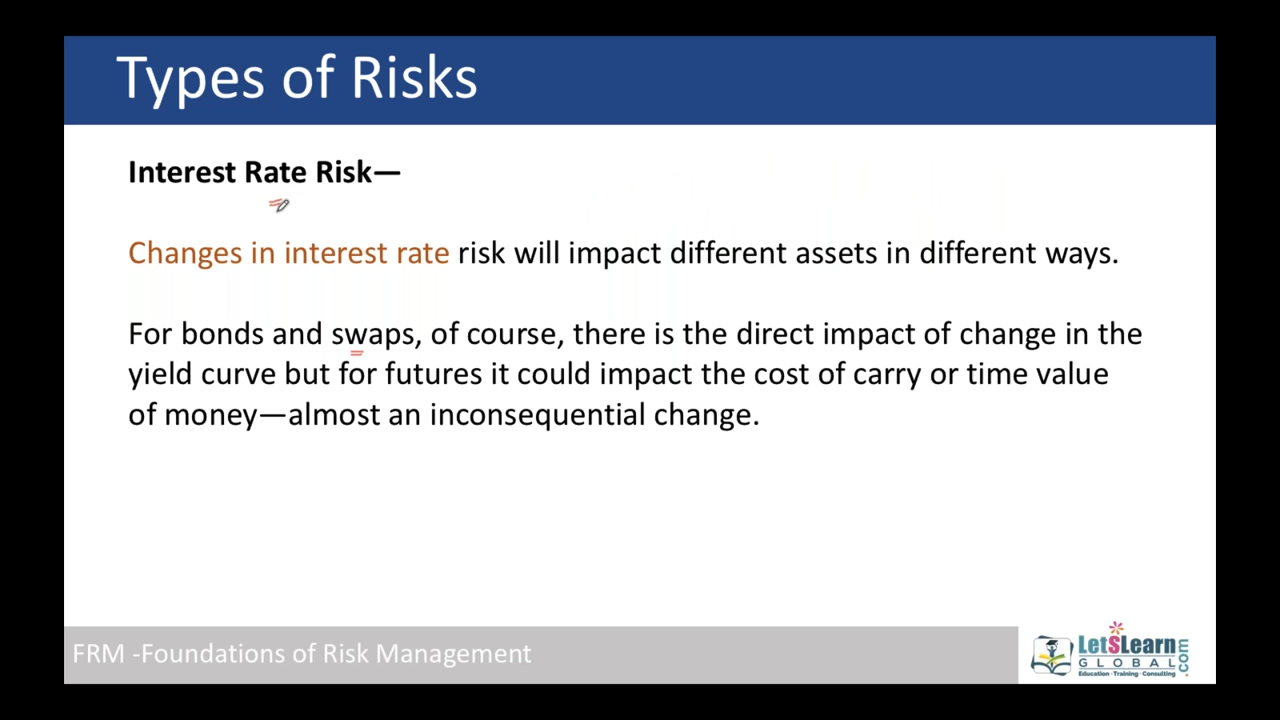 Types of Risks
Interest Rate Risk—
Changes in interest rate risk will impact different assets in different ways.
For bonds and swaps, of course, there is the direct impact of change in the
yield curve but for futures it could impact the cost of carry or time value
of money—almost an inconsequential change.
FRM -Foundations of Risk Management
LetSLearn
GLOBAL
.com
Education · Training · Consulting